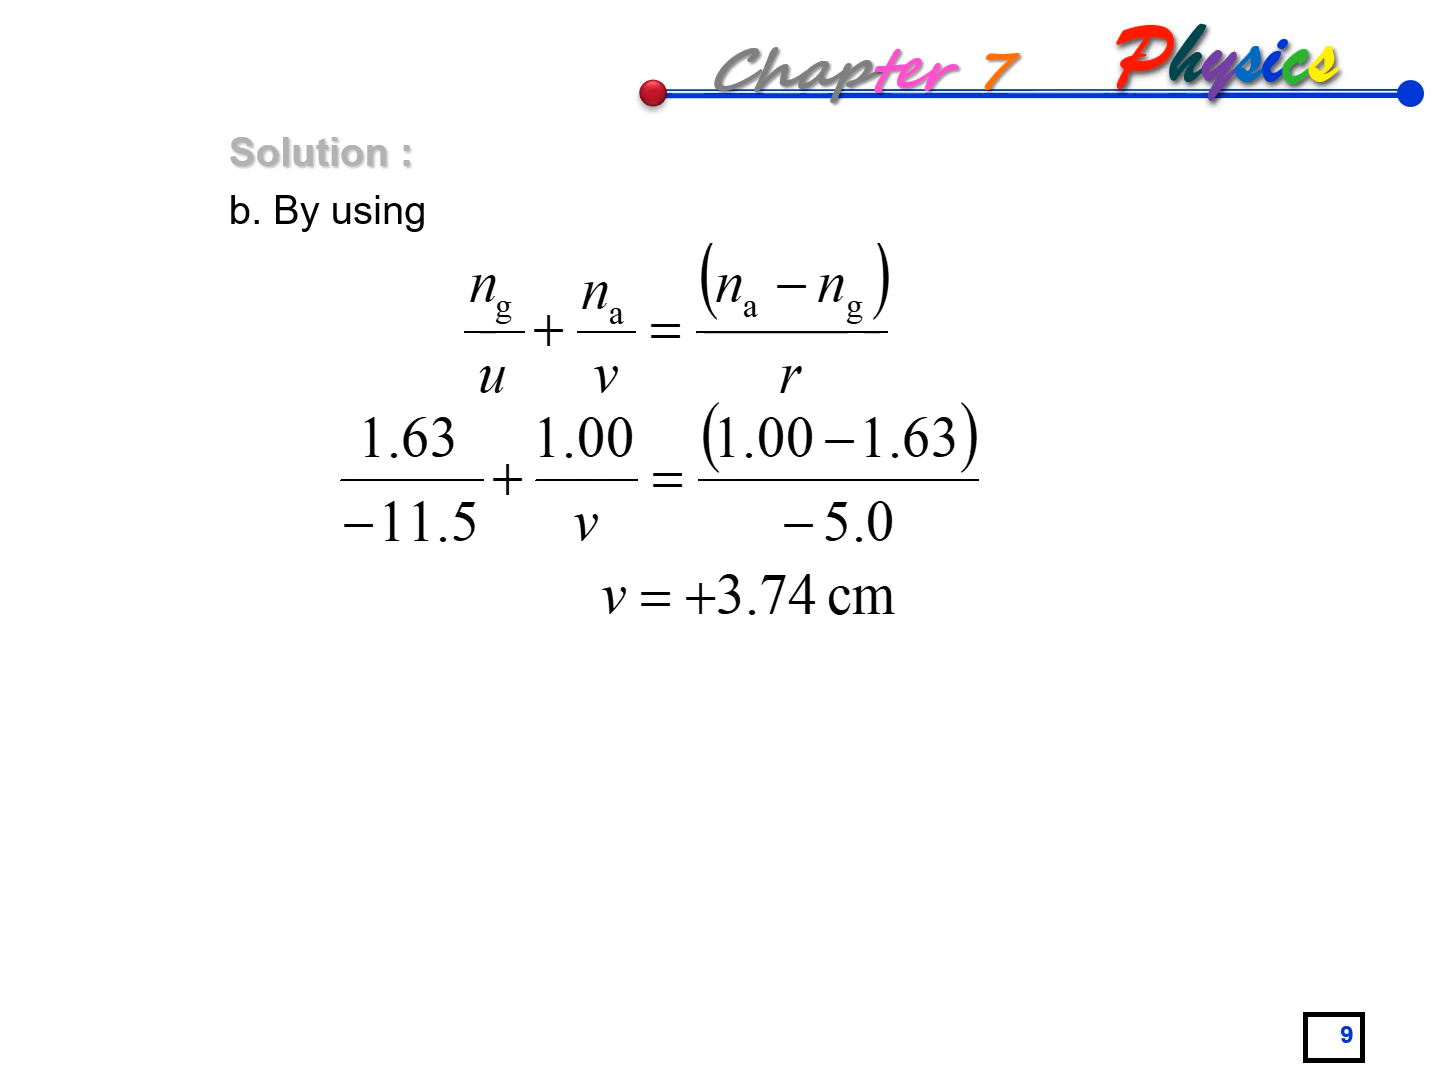 Chapter 7 Physics
Solution :
b. By using
n_g/u + n_a/v = (n_a − n_g)/r
1.63/−11.5 + 1.00/v = (1.00 − 1.63)/−5.0
v = +3.74 cm
9